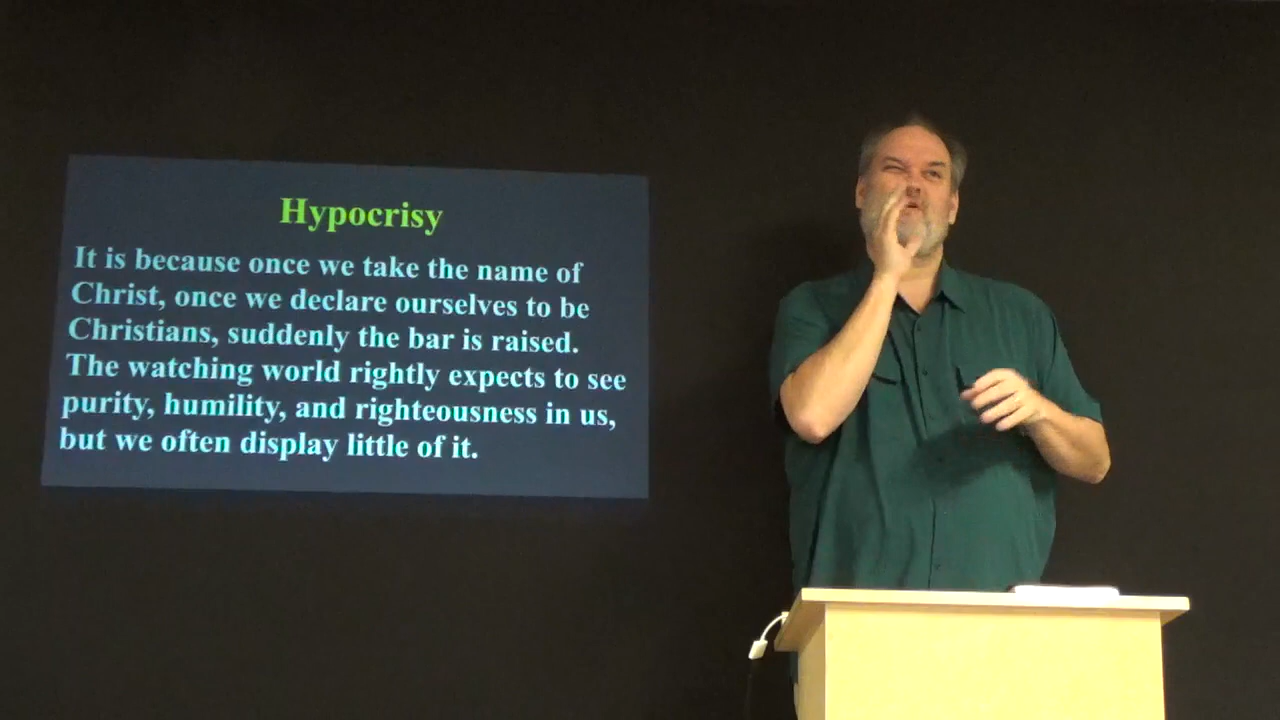 Hypocrisy
It is because once we take the name of
Christ, once we declare ourselves to be
Christians, suddenly the bar is raised.
The watching world rightly expects to see
purity, humility, and righteousness in us,
but we often display little of it.